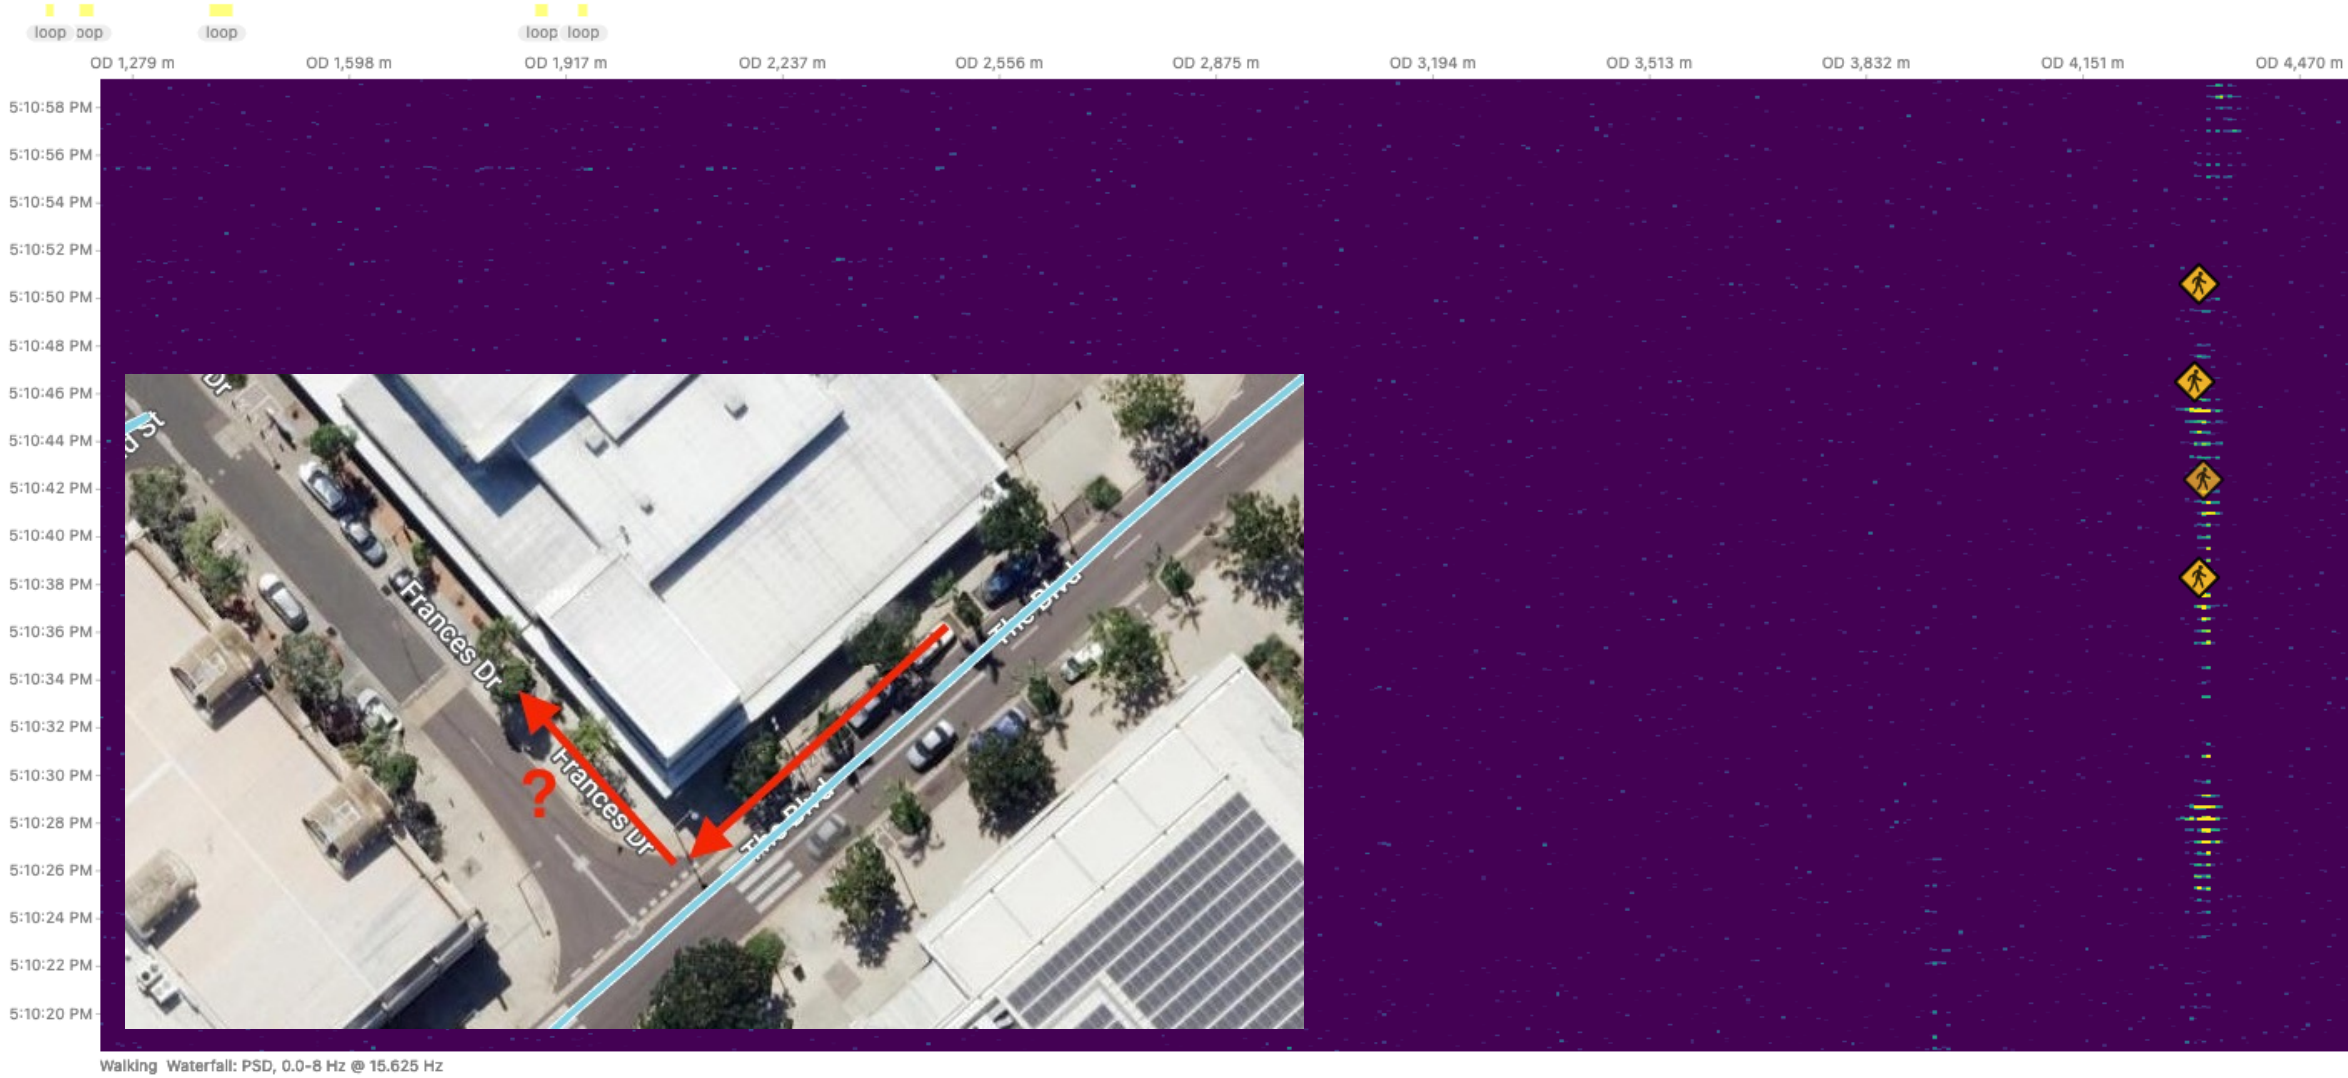 loop oop loop loop loop
OD 1,279 m OD 1,598 m OD 1,917 m OD 2,237 m OD 2,556 m OD 2,875 m OD 3,194 m OD 3,513 m OD 3,832 m OD 4,151 m OD 4,470 m
5:10:58 PM
5:10:56 PM
5:10:54 PM
5:10:52 PM
5:10:50 PM
5:10:48 PM
5:10:46 PM
5:10:44 PM
5:10:42 PM
5:10:40 PM
5:10:38 PM
5:10:36 PM
5:10:34 PM
5:10:32 PM
5:10:30 PM
5:10:28 PM
5:10:26 PM
5:10:24 PM
5:10:22 PM
5:10:20 PM
Dr
St
Frances Dr
The Blvd
?
Frances Dr
The Blvd
Walking Waterfall: PSD, 0.0-8 Hz @ 15.625 Hz